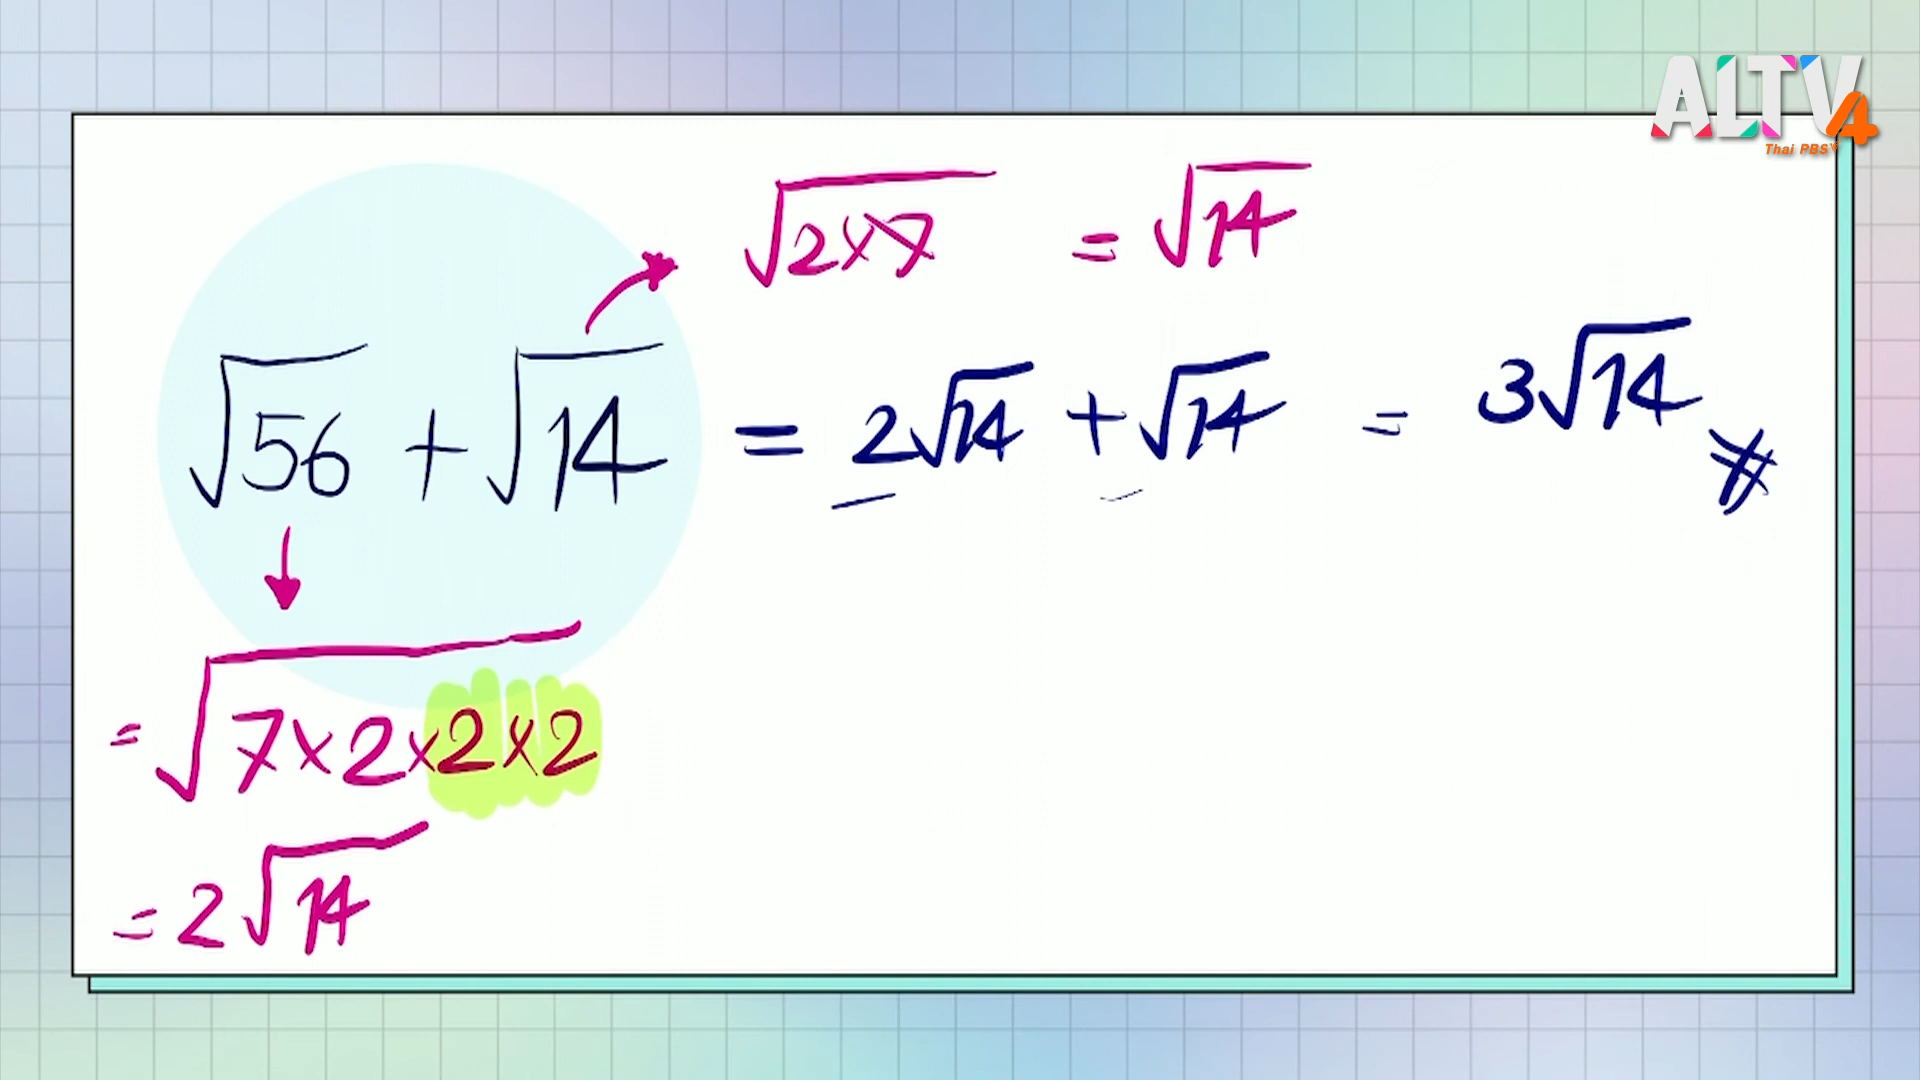 ALTV4
Thai PBS
√2×7 = √14
√56 + √14 = 2√14 + √14 = 3√14
= √7×2×2×2
= 2√14